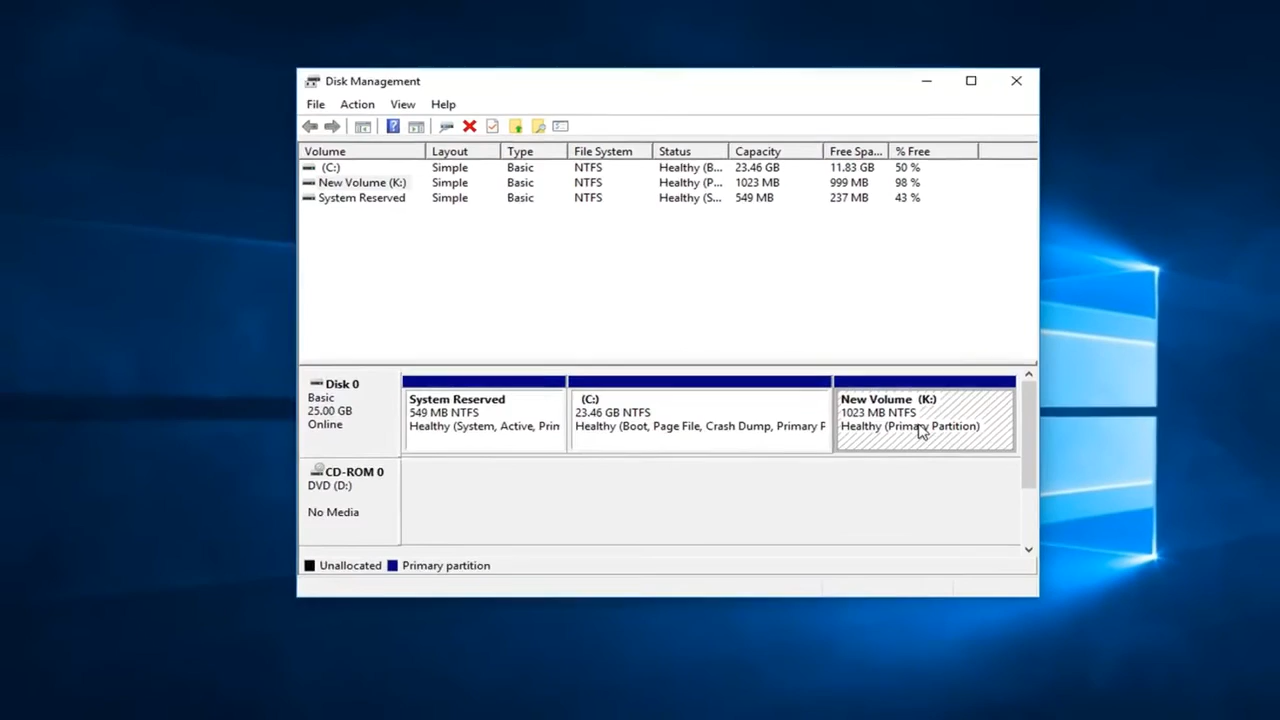 Disk Management
File Action View Help
Volume Layout Type File System Status Capacity Free Spa... % Free
(C:) Simple Basic NTFS Healthy (B... 23.46 GB 11.83 GB 50 %
New Volume (K:) Simple Basic NTFS Healthy (P... 1023 MB 999 MB 98 %
System Reserved Simple Basic NTFS Healthy (S... 549 MB 237 MB 43 %
Disk 0
Basic
25.00 GB
Online
System Reserved
549 MB NTFS
Healthy (System, Active, Prin
(C:)
23.46 GB NTFS
Healthy (Boot, Page File, Crash Dump, Primary P
New Volume (K:)
1023 MB NTFS
Healthy (Primary Partition)
CD-ROM 0
DVD (D:)
No Media
Unallocated Primary partition